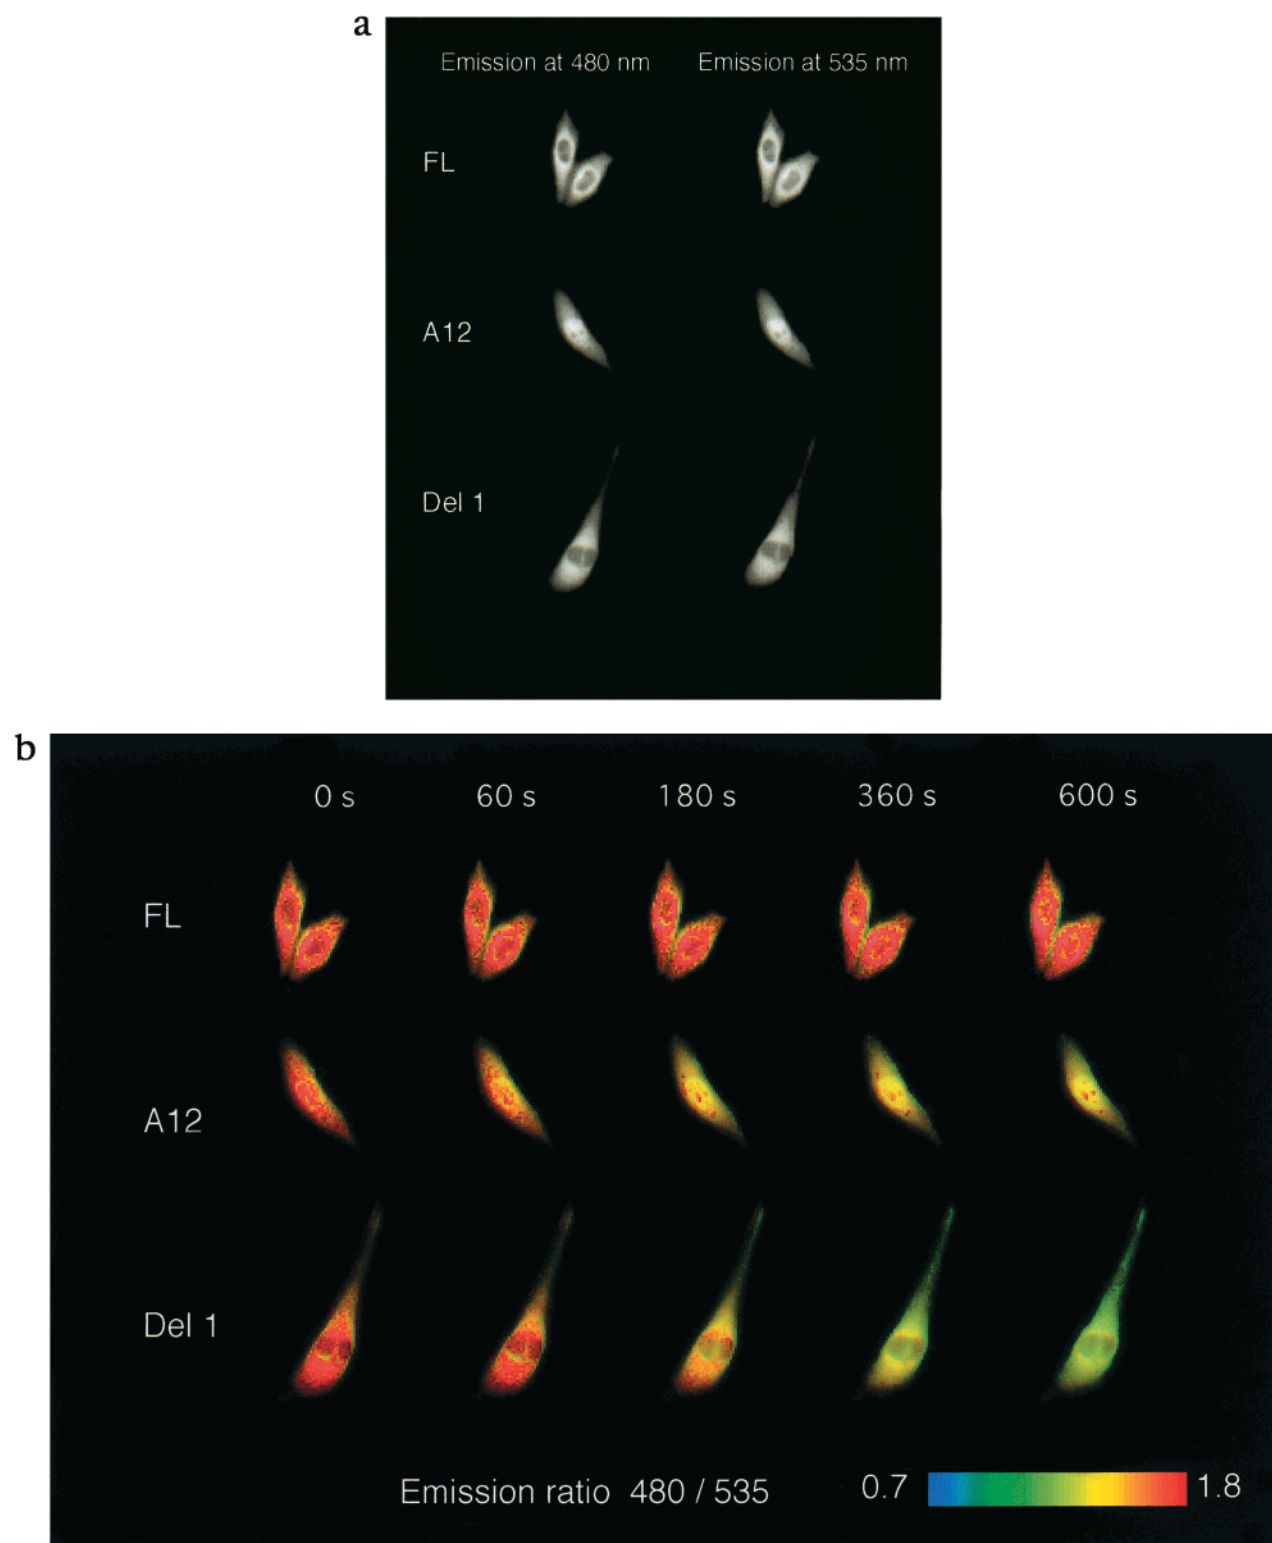 a
Emission at 480 nm Emission at 535 nm
FL
A12
Del 1
b
0 s 60 s 180 s 360 s 600 s
FL
A12
Del 1
Emission ratio 480 / 535 0.7 1.8